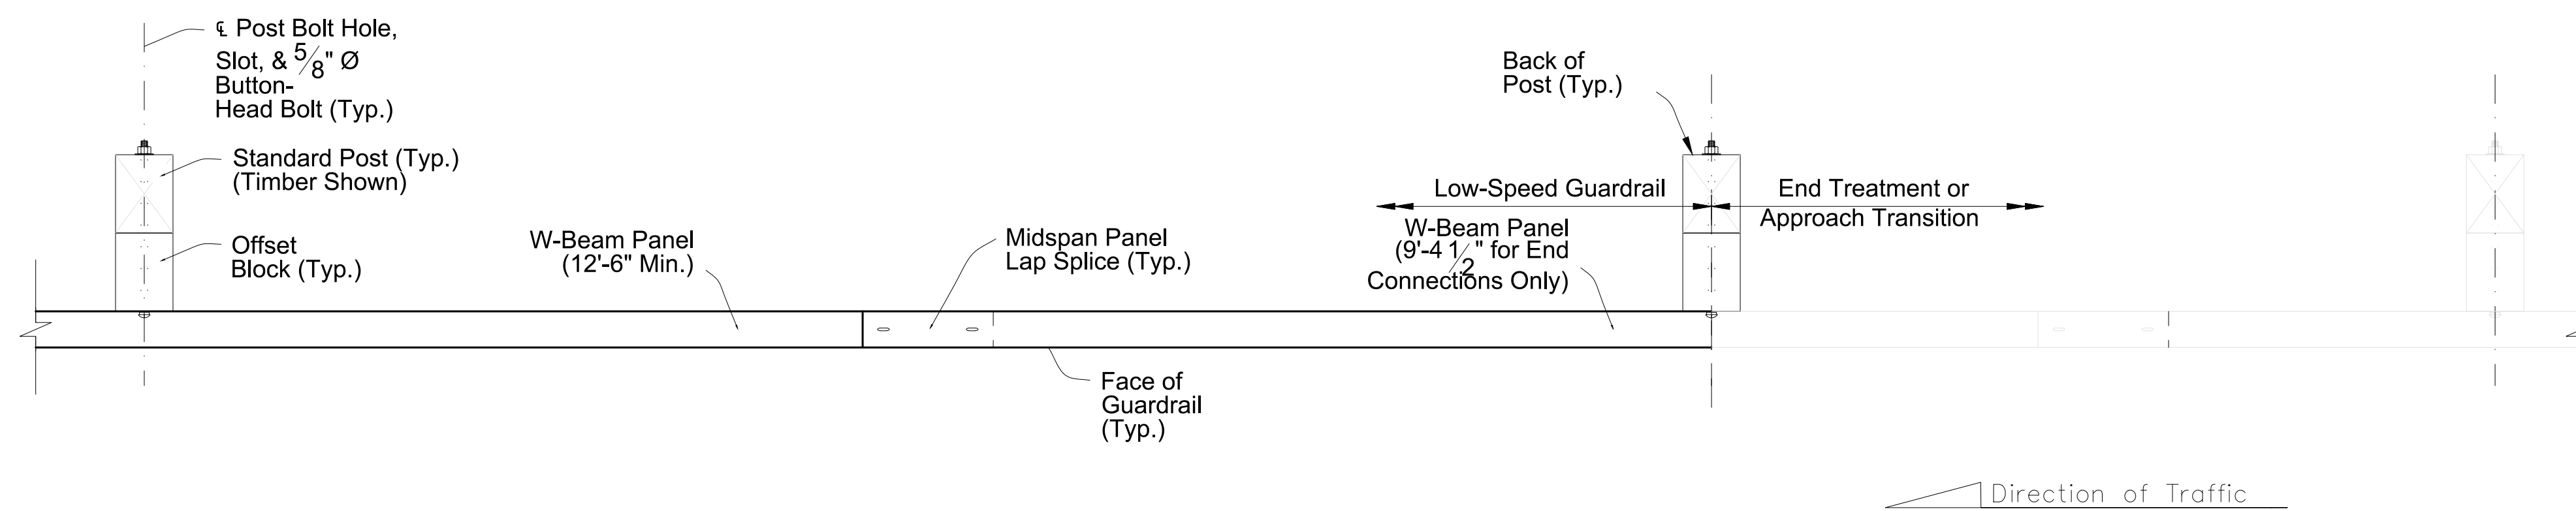 ℄ Post Bolt Hole,
Slot, & 5/8" Ø
Button-
Head Bolt (Typ.)
Standard Post (Typ.)
(Timber Shown)
Offset
Block (Typ.)
W-Beam Panel
(12'-6" Min.)
Midspan Panel
Lap Splice (Typ.)
Face of
Guardrail
(Typ.)
Back of
Post (Typ.)
Low-Speed Guardrail
W-Beam Panel
(9'-4 1/2" for End
Connections Only)
End Treatment or
Approach Transition
Direction of Traffic